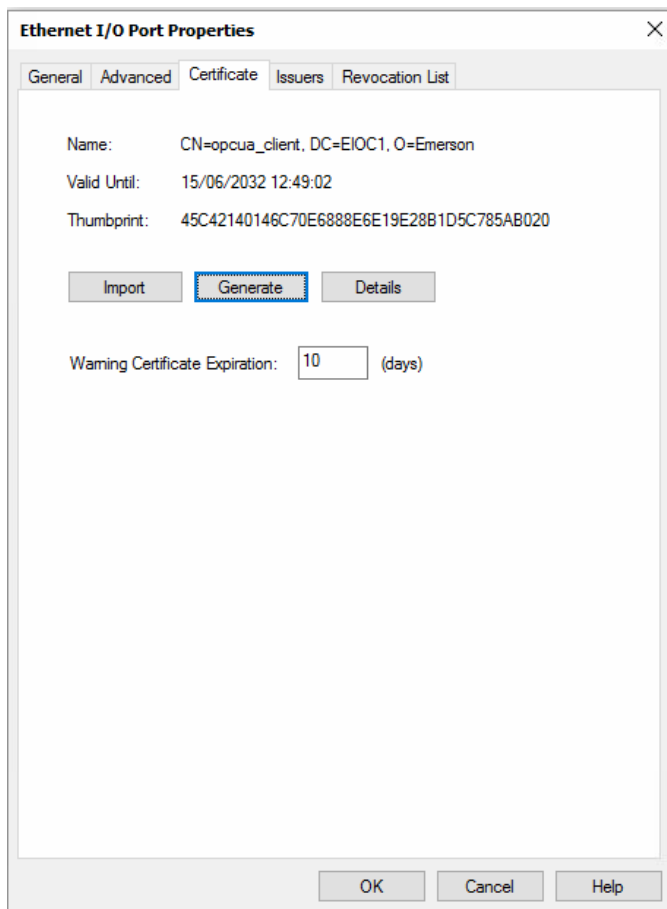 Ethernet I/O Port Properties
General Advanced Certificate Issuers Revocation List
Name: CN=opcua_client, DC=EIOC1, O=Emerson
Valid Until: 15/06/2032 12:49:02
Thumbprint: 45C42140146C70E6888E6E19E28B1D5C785AB020
Import Generate Details
Warning Certificate Expiration: 10 (days)
OK Cancel Help